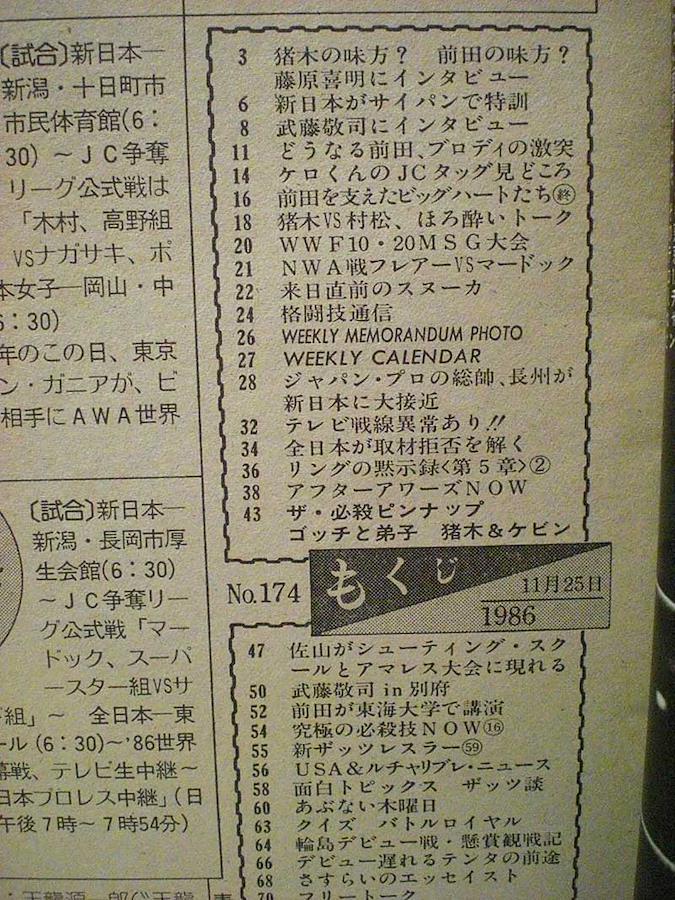 〔試合〕新日本―
新潟・十日町市
市民体育館(6:
30) ～JC争奪
リーグ公式戦は
「木村、高野組
VSナガサキ、ポ
本女子―岡山・中
6:30)
年のこの日、東京
ン・ガニアが、ビ
相手にAWA世界
〔試合〕新日本―
新潟・長岡市厚
生会館(6:30)
～JC争奪リー
グ公式戦「マー
ドック、スーパ
ースター組VSサ
組」～ 全日本―東
ール(6:30)～'86世界
幕戦、テレビ生中継～
日本プロレス中継」(日
午後7時～7時54分)
3 猪木の味方? 前田の味方?
藤原喜明にインタビュー
6 新日本がサイパンで特訓
8 武藤敬司にインタビュー
11 どうなる前田、ブロディの激突
14 ケロくんのJCタッグ見どころ
16 前田を支えたビッグハートたち㊡終
18 猪木VS村松、ほろ酔いトーク
20 WWF10・20MSG大会
21 NWA戦フレアーVSマードック
22 来日直前のスヌーカ
24 格闘技通信
26 WEEKLY MEMORANDUM PHOTO
27 WEEKLY CALENDAR
28 ジャパン・プロの総帥、長州が
新日本に大接近
32 テレビ戦線異常あり!!
34 全日本が取材拒否を解く
36 リングの黙示録<第5章>②
38 アフターアワーズNOW
43 ザ・必殺ピンナップ
ゴッチと弟子 猪木&ケビン
No.174 もくじ 11月25日
1986
47 佐山がシューティング・スク
ールとアマレス大会に現れる
50 武藤敬司in別府
52 前田が東海大学で講演
54 究極の必殺技NOW⑯
55 新ザッツレスラー59
56 USA&ルチャリブレ・ニュース
58 面白トピックス ザッツ談
60 あぶない木曜日
63 クイズ バトルロイヤル
64 輪島デビュー戦・懸賞観戦記
66 デビュー遅れるテンタの前途
68 さすらいのエッセイスト
70 フリートーク